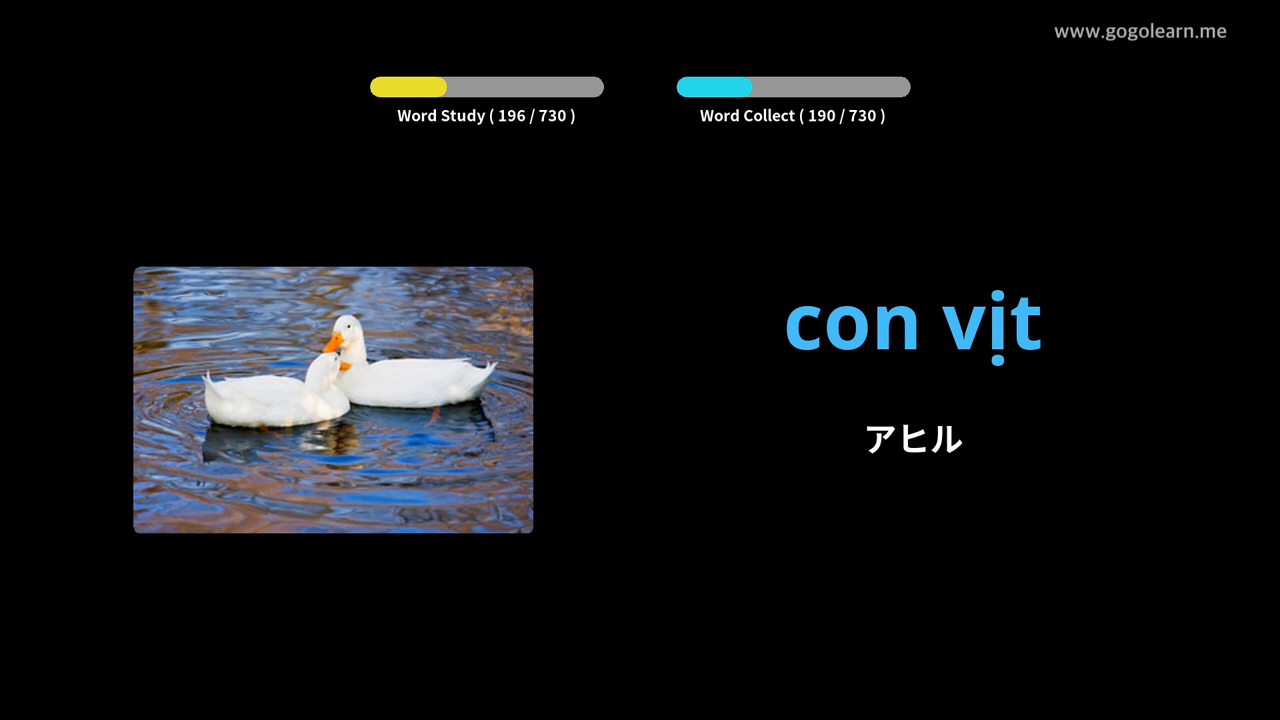 www.gogolearn.me
Word Study ( 196 / 730 )
Word Collect ( 190 / 730 )
con vịt
アヒル